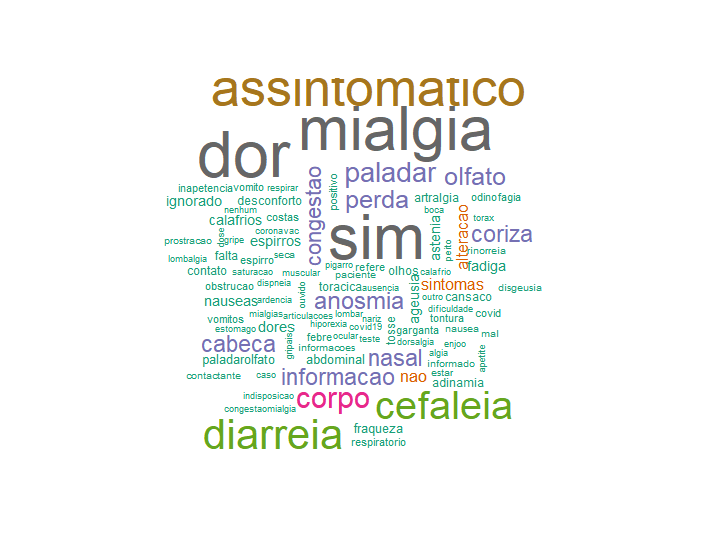 assintomatico
mialgia
dor
paladar olfato
congestao
positivo
perda
inapetencia vomito respirar
artralgia odinofagia
ignorado desconforto
nenhum
boca
calafrios costas
torax
sim
astenia
alteracao
coriza
coronavac
dose
prostracao gripe espirros
peito
rinorreia
lombalgia falta espirro seca
pigarro refere
fadiga
contato saturacao muscular paciente olhos calafrio
obstrucao dispneia toracica ausencia
ageusia
sintomas
disgeusia
ouvido
nauseas ardencia anosmia
outro cansaco
mialgias articulacoes lombar
dificuldade
covid
vomitos hiporexia nariz
tontura
estomago dores covid19
tosse
garganta nausea mal
gripais
febre ocular teste
dorsalgia enjoo
cabeca informacoes
algia
apetite
paladarolfato abdominal nasal informado
contactante caso informacao nao estar
adinamia
indisposicao corpo cefaleia
congestaomialgia
diarreia fraqueza
respiratorio